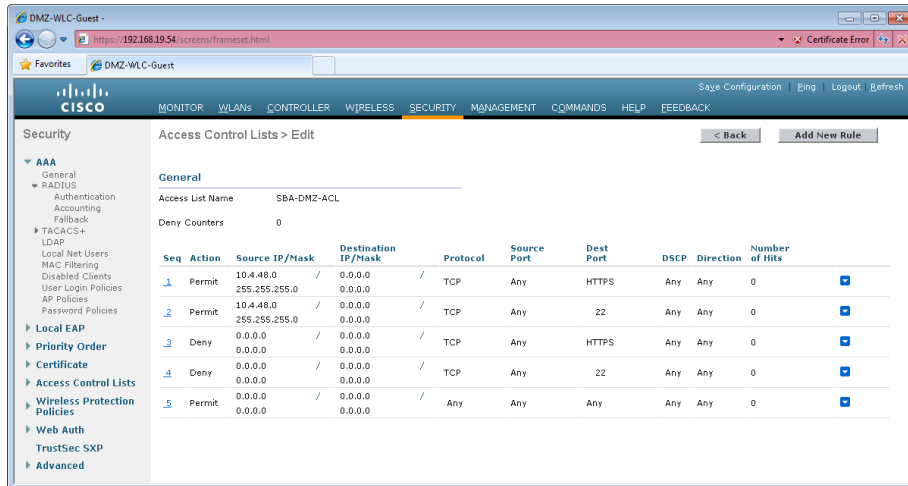 DMZ-WLC-Guest -
https://192.168.19.54/screens/frameset.html
Certificate Error
Favorites
DMZ-WLC-Guest
Save Configuration | Ping | Logout | Refresh
CISCO
MONITOR WLANs CONTROLLER WIRELESS SECURITY MANAGEMENT COMMANDS HELP FEEDBACK
Security
AAA
General
RADIUS
Authentication
Accounting
Fallback
TACACS+
LDAP
Local Net Users
MAC Filtering
Disabled Clients
User Login Policies
AP Policies
Password Policies
Local EAP
Priority Order
Certificate
Access Control Lists
Wireless Protection
Policies
Web Auth
TrustSec SXP
Advanced
Access Control Lists > Edit
< Back
Add New Rule
General
Access List Name SBA-DMZ-ACL
Deny Counters 0
Seq Action Source IP/Mask Destination IP/Mask Protocol Source Port Dest Port DSCP Direction Number of Hits
1 Permit 10.4.48.0 / 0.0.0.0 / TCP Any HTTPS Any Any 0
255.255.255.0 0.0.0.0
2 Permit 10.4.48.0 / 0.0.0.0 / TCP Any 22 Any Any 0
255.255.255.0 0.0.0.0
3 Deny 0.0.0.0 / 0.0.0.0 / TCP Any HTTPS Any Any 0
0.0.0.0 0.0.0.0
4 Deny 0.0.0.0 / 0.0.0.0 / TCP Any 22 Any Any 0
0.0.0.0 0.0.0.0
5 Permit 0.0.0.0 / 0.0.0.0 / Any Any Any Any Any 0
0.0.0.0 0.0.0.0